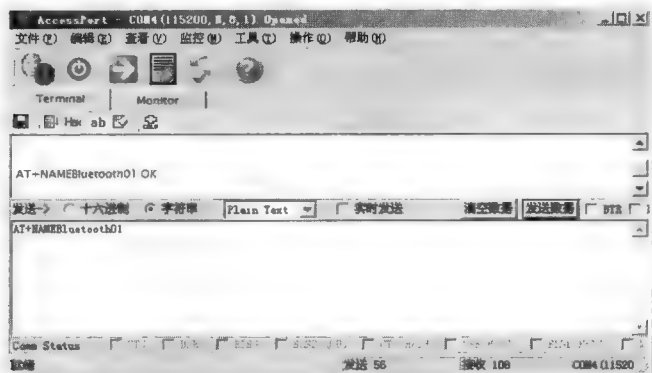 AccessPort - COM4(115200,N,8,1) Opened
文件(F) 编辑(E) 查看(V) 监控(M) 工具(T) 操作(O) 帮助(H)
Terminal Monitor
Hex ab
AT+NAMEBluetooth01 OK
发送-> 十六进制 字符串 Plain Text 实时发送 清空数据 发送数据 DTR
AT+NAMEBluetooth01
Comm Status
就绪 发送 56 接收 108 COM4(11520